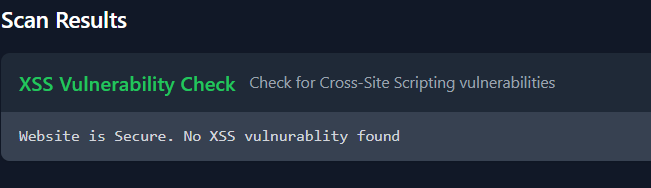 Scan Results
XSS Vulnerability Check Check for Cross-Site Scripting vulnerabilities
Website is Secure. No XSS vulnurablity found